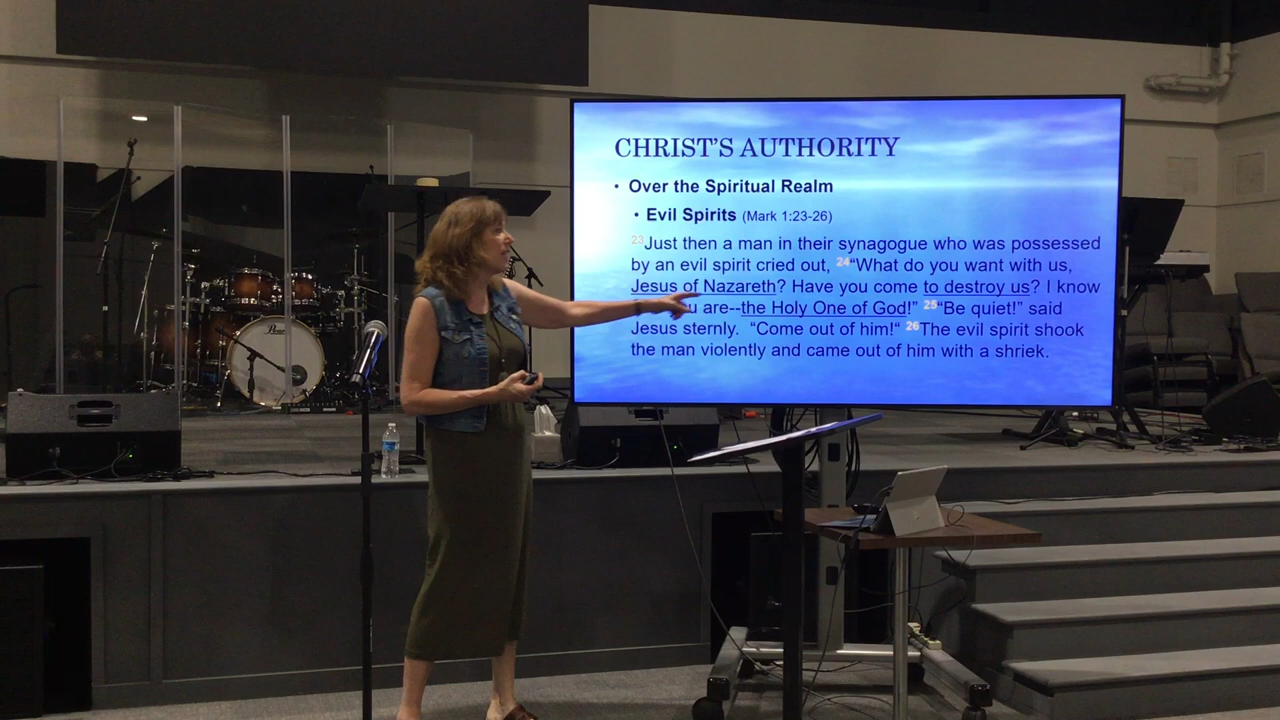 CHRIST'S AUTHORITY
• Over the Spiritual Realm
• Evil Spirits (Mark 1:23-26)
23Just then a man in their synagogue who was possessed
by an evil spirit cried out, 24"What do you want with us,
Jesus of Nazareth? Have you come to destroy us? I know
are--the Holy One of God!" 25"Be quiet!" said
Jesus sternly. "Come out of him!" 26The evil spirit shook
the man violently and came out of him with a shriek.
Pearl